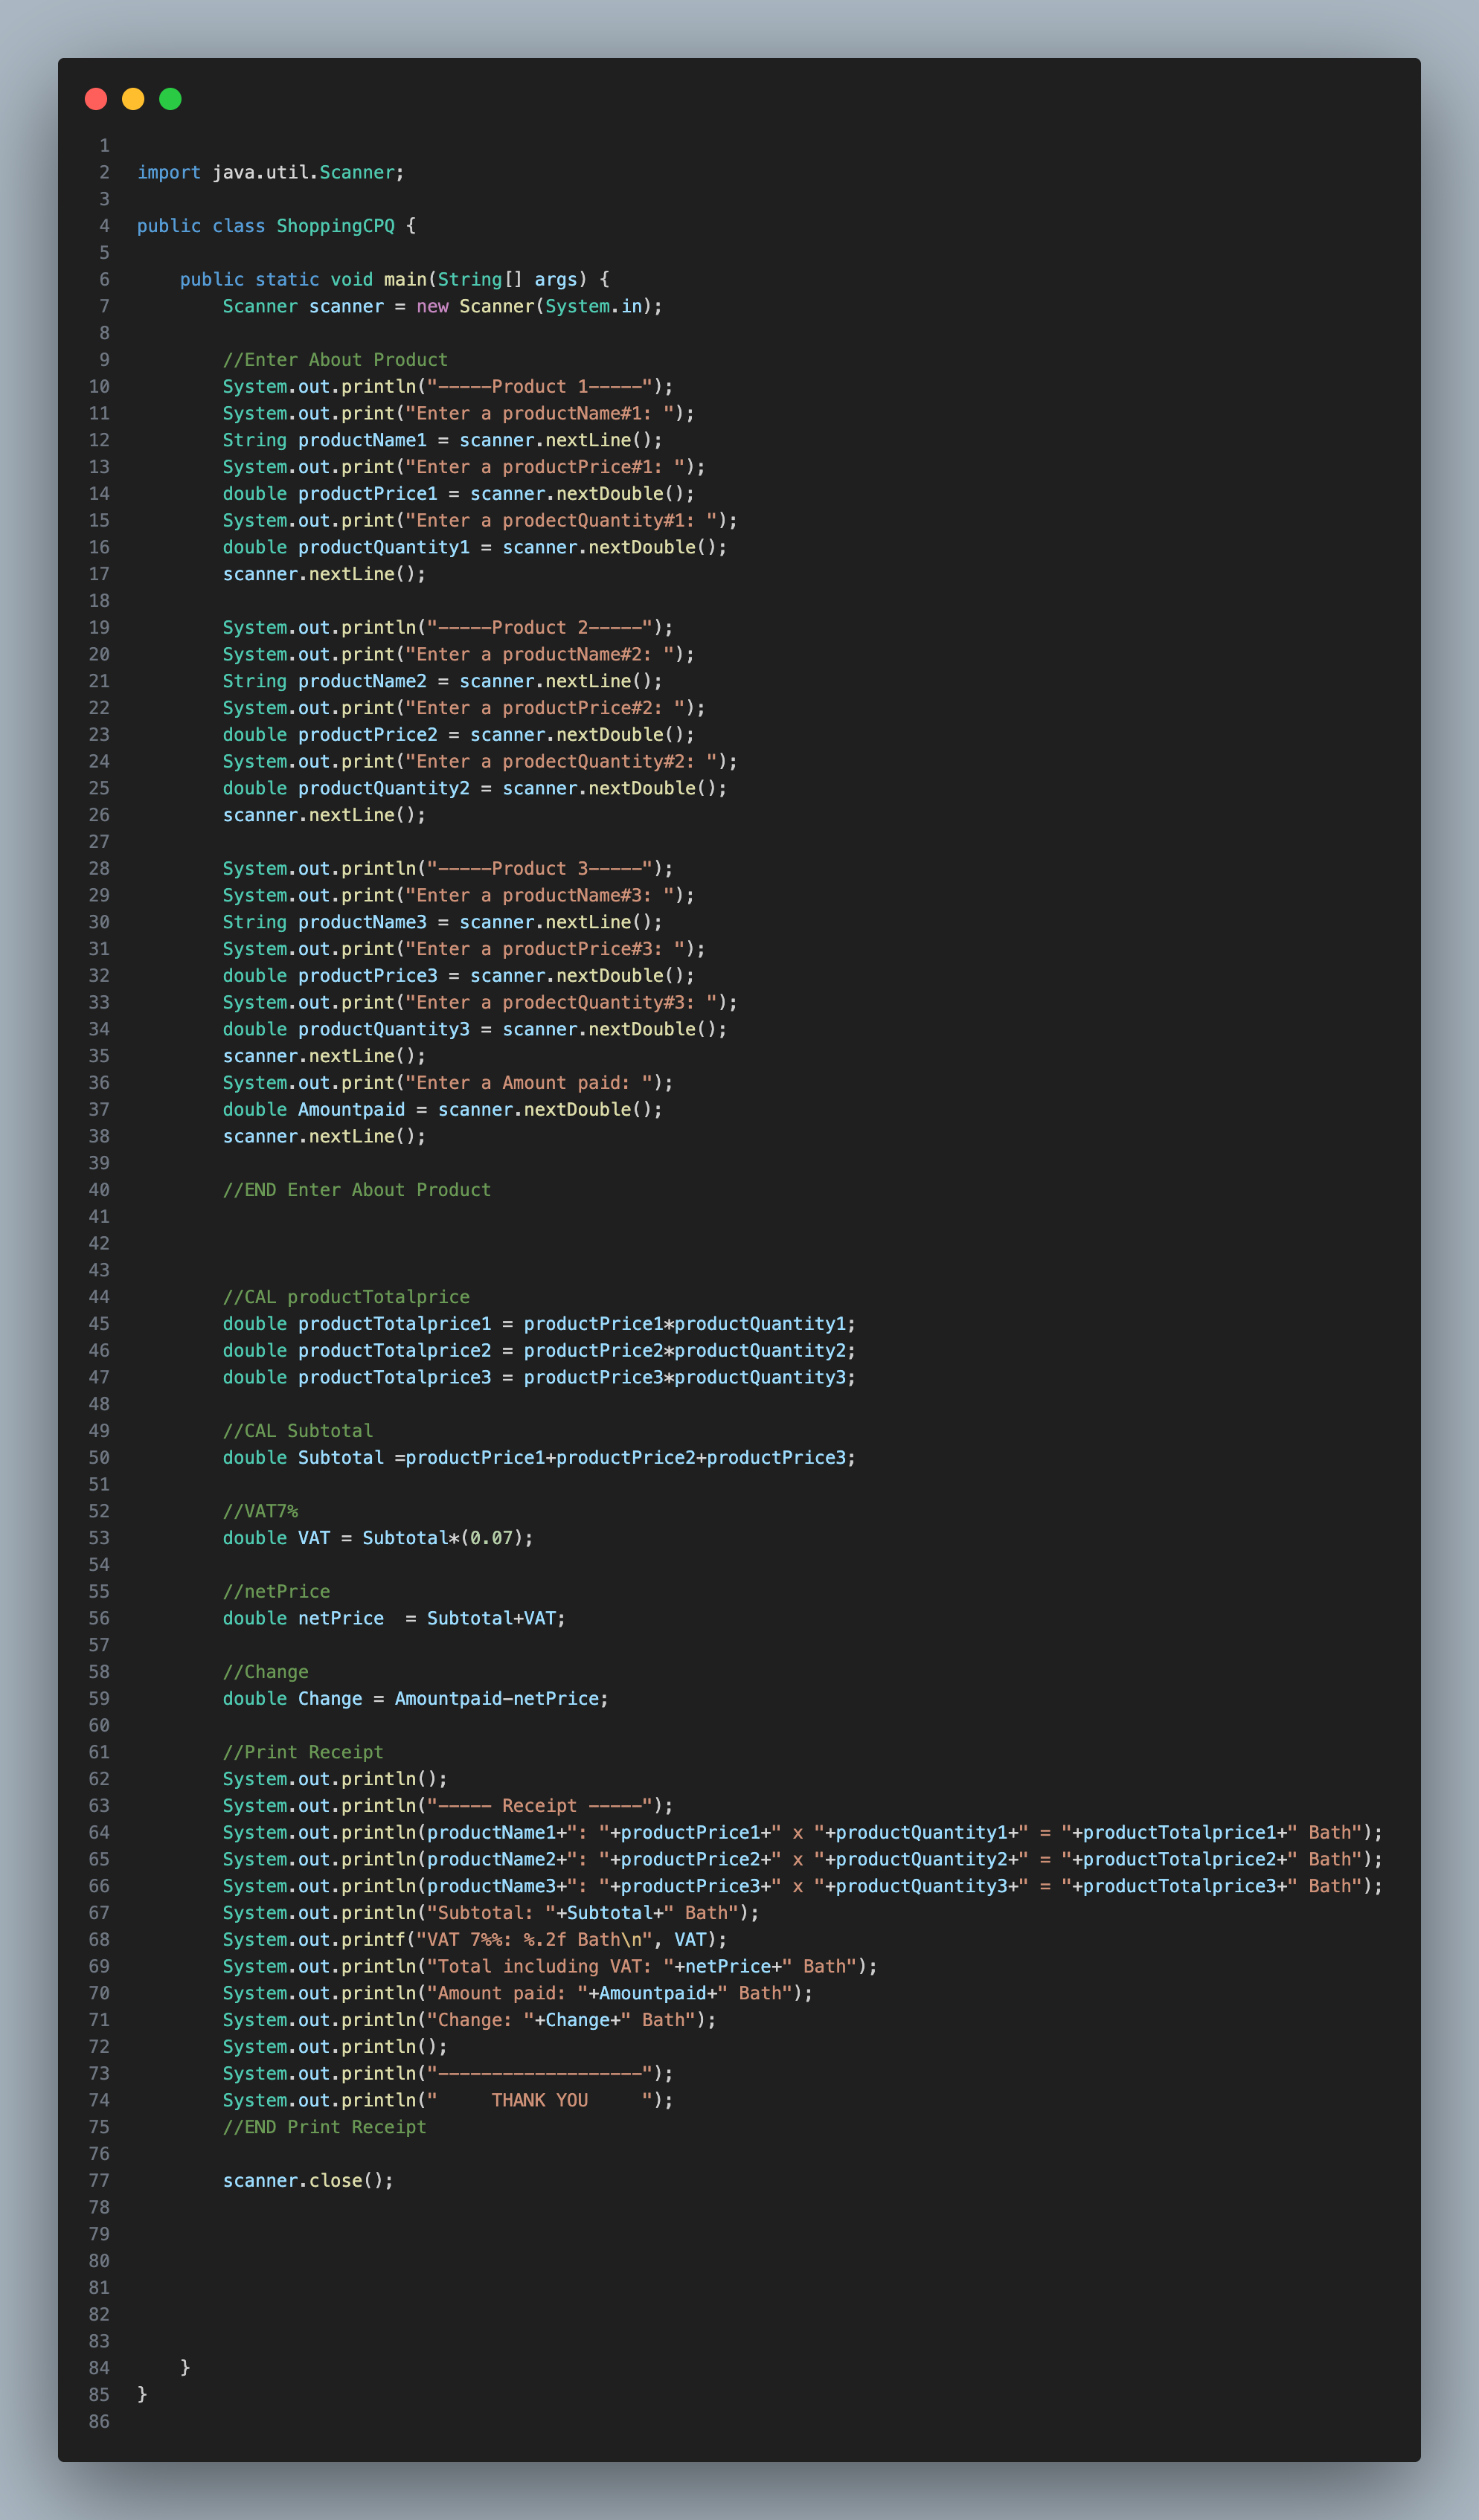 1
2 import java.util.Scanner;
3
4 public class ShoppingCPQ {
5
6     public static void main(String[] args) {
7         Scanner scanner = new Scanner(System.in);
8
9         //Enter About Product
10         System.out.println("-----Product 1-----");
11         System.out.print("Enter a productName#1: ");
12         String productName1 = scanner.nextLine();
13         System.out.print("Enter a productPrice#1: ");
14         double productPrice1 = scanner.nextDouble();
15         System.out.print("Enter a prodectQuantity#1: ");
16         double productQuantity1 = scanner.nextDouble();
17         scanner.nextLine();
18
19         System.out.println("-----Product 2-----");
20         System.out.print("Enter a productName#2: ");
21         String productName2 = scanner.nextLine();
22         System.out.print("Enter a productPrice#2: ");
23         double productPrice2 = scanner.nextDouble();
24         System.out.print("Enter a prodectQuantity#2: ");
25         double productQuantity2 = scanner.nextDouble();
26         scanner.nextLine();
27
28         System.out.println("-----Product 3-----");
29         System.out.print("Enter a productName#3: ");
30         String productName3 = scanner.nextLine();
31         System.out.print("Enter a productPrice#3: ");
32         double productPrice3 = scanner.nextDouble();
33         System.out.print("Enter a prodectQuantity#3: ");
34         double productQuantity3 = scanner.nextDouble();
35         scanner.nextLine();
36         System.out.print("Enter a Amount paid: ");
37         double Amountpaid = scanner.nextDouble();
38         scanner.nextLine();
39
40         //END Enter About Product
41
42
43
44         //CAL productTotalprice
45         double productTotalprice1 = productPrice1*productQuantity1;
46         double productTotalprice2 = productPrice2*productQuantity2;
47         double productTotalprice3 = productPrice3*productQuantity3;
48
49         //CAL Subtotal
50         double Subtotal =productPrice1+productPrice2+productPrice3;
51
52         //VAT7%
53         double VAT = Subtotal*(0.07);
54
55         //netPrice
56         double netPrice  = Subtotal+VAT;
57
58         //Change
59         double Change = Amountpaid-netPrice;
60
61         //Print Receipt
62         System.out.println();
63         System.out.println("----- Receipt -----");
64         System.out.println(productName1+": "+productPrice1+" x "+productQuantity1+" = "+productTotalprice1+" Bath");
65         System.out.println(productName2+": "+productPrice2+" x "+productQuantity2+" = "+productTotalprice2+" Bath");
66         System.out.println(productName3+": "+productPrice3+" x "+productQuantity3+" = "+productTotalprice3+" Bath");
67         System.out.println("Subtotal: "+Subtotal+" Bath");
68         System.out.printf("VAT 7%%: %.2f Bath\n", VAT);
69         System.out.println("Total including VAT: "+netPrice+" Bath");
70         System.out.println("Amount paid: "+Amountpaid+" Bath");
71         System.out.println("Change: "+Change+" Bath");
72         System.out.println();
73         System.out.println("-------------------");
74         System.out.println("     THANK YOU     ");
75         //END Print Receipt
76
77         scanner.close();
78
79
80
81
82
83
84     }
85 }
86